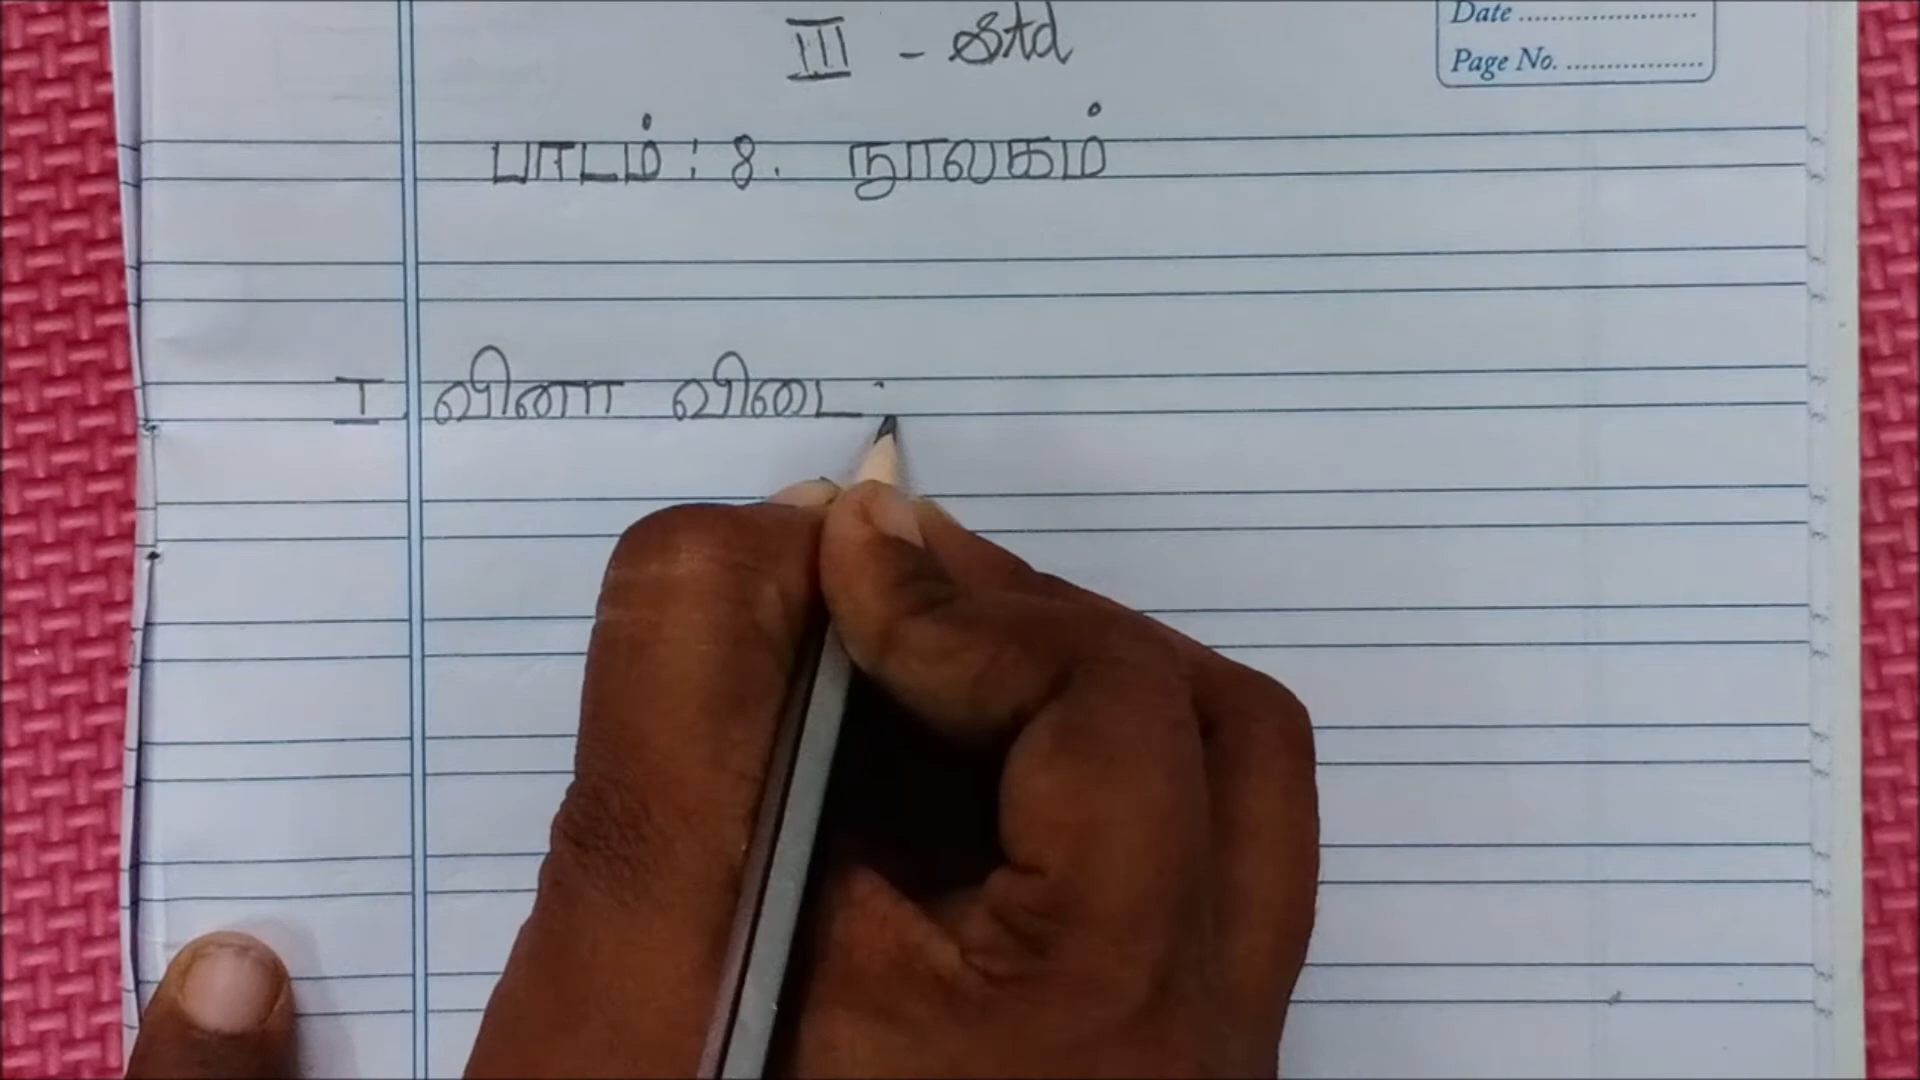 III - Std
Date
Page No.
பாடம் : 8. நூலகம்
I. வினா விடை :